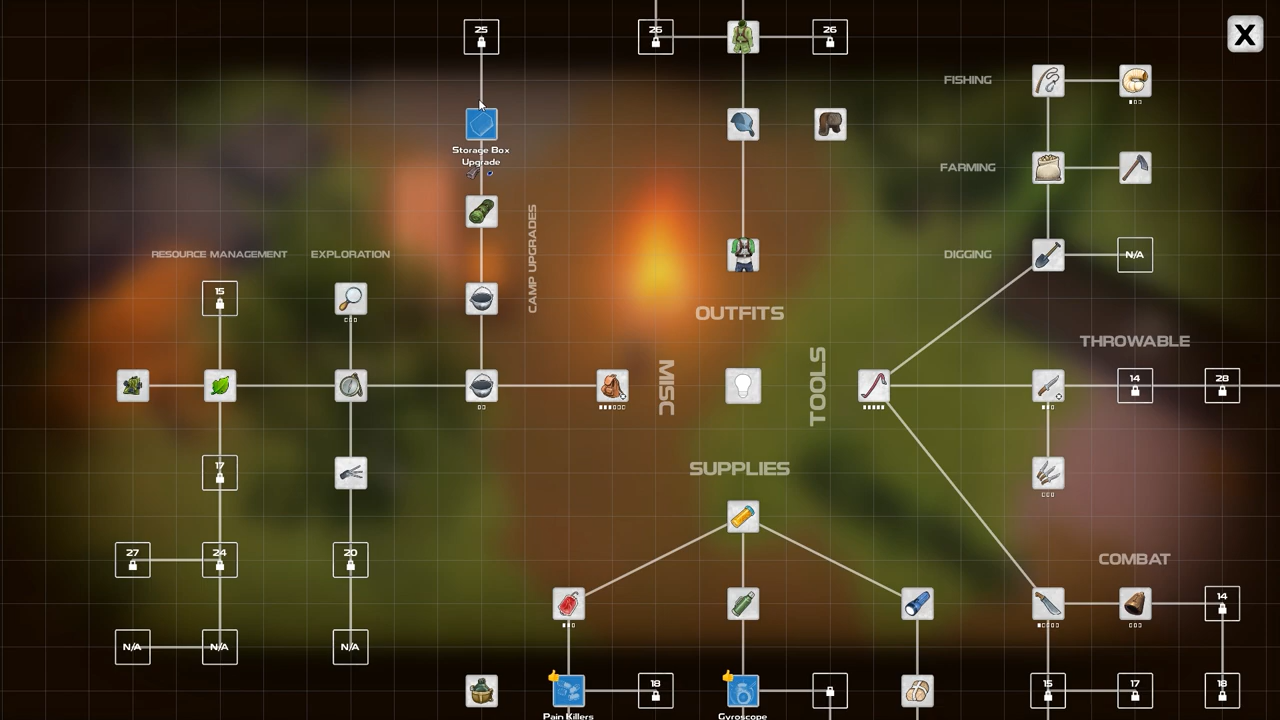 25
26
26
X
FISHING
Storage Box
Upgrade
FARMING
CAMP UPGRADES
RESOURCE MANAGEMENT
EXPLORATION
DIGGING
N/A
15
OUTFITS
THROWABLE
MISC
TOOLS
14
28
17
SUPPLIES
27
24
20
COMBAT
14
N/A
N/A
N/A
18
15
17
18
Pain Killers
Gyroscope